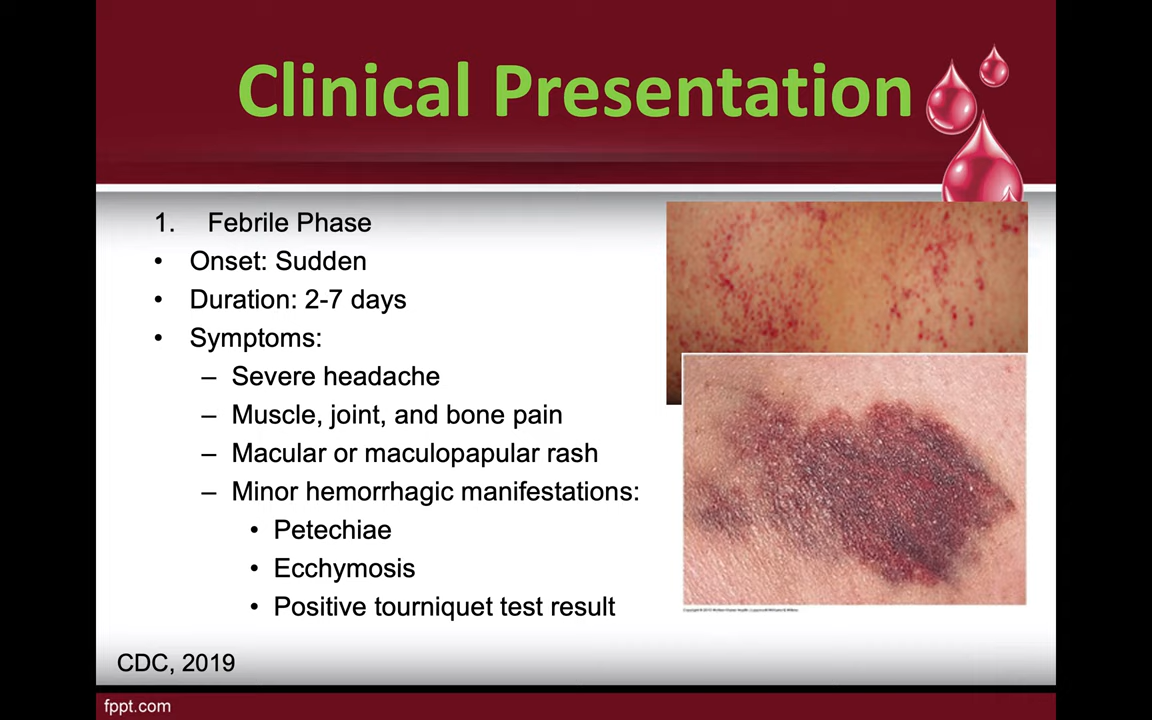 Clinical Presentation
1. Febrile Phase
• Onset: Sudden
• Duration: 2-7 days
• Symptoms:
– Severe headache
– Muscle, joint, and bone pain
– Macular or maculopapular rash
– Minor hemorrhagic manifestations:
• Petechiae
• Ecchymosis
• Positive tourniquet test result
CDC, 2019
fppt.com